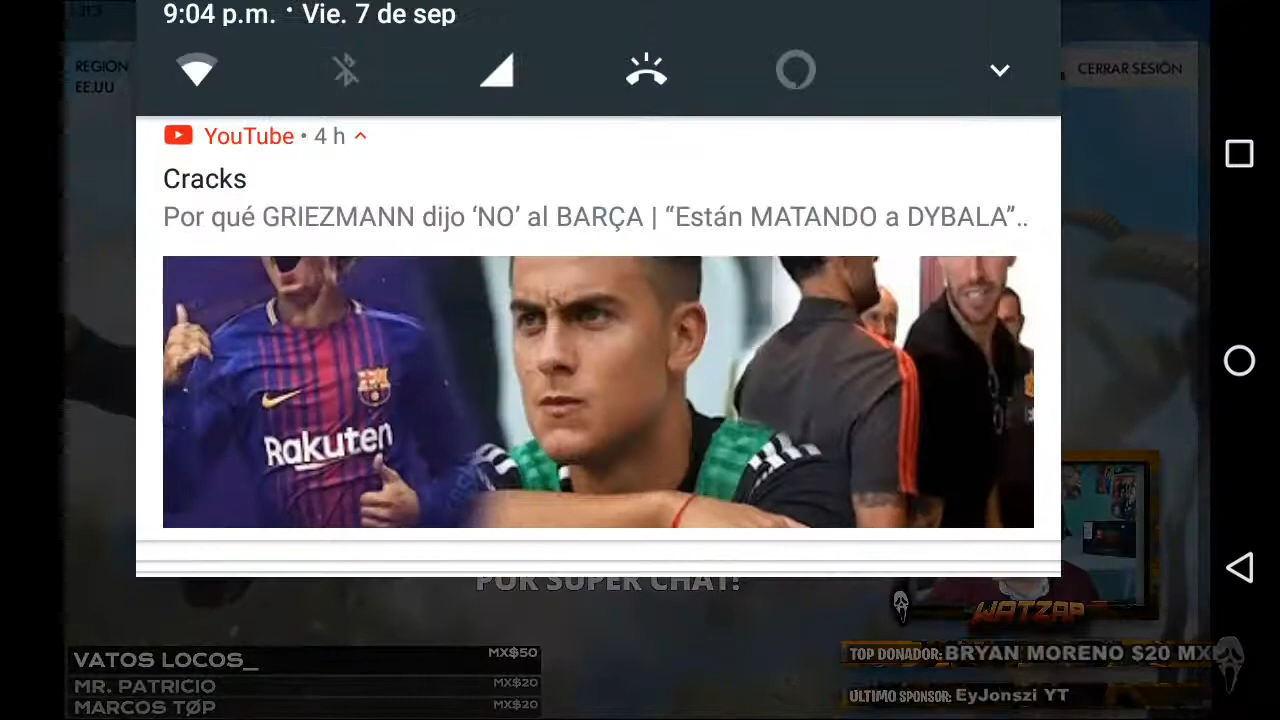 9:04 p.m. • Vie. 7 de sep
REGIÓN
EE.UU
CERRAR SESIÓN
YouTube • 4 h
Cracks
Por qué GRIEZMANN dijo ‘NO’ al BARÇA | “Están MATANDO a DYBALA”..
Rakuten
POR SUPER CHAT!
WATZAP
VATOS LOCOS_ MX$50
MR. PATRICIO MX$20
MARCOS TØP MX$20
TOP DONADOR: BRYAN MORENO $20 MX
ULTIMO SPONSOR: EyJonszi YT